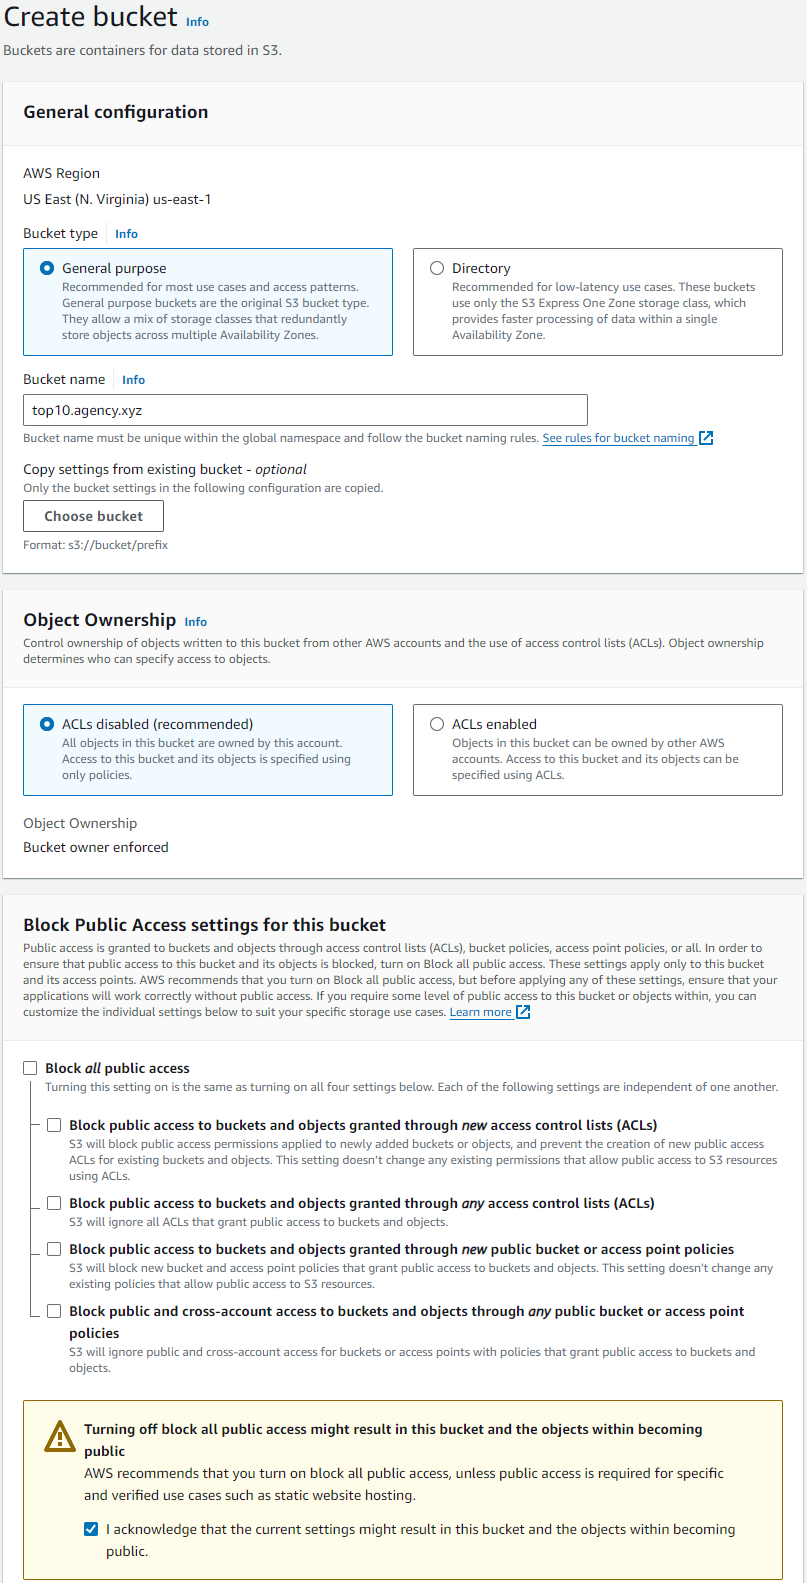 Create bucket Info
Buckets are containers for data stored in S3.
General configuration
AWS Region
US East (N. Virginia) us-east-1
Bucket type Info
General purpose
Recommended for most use cases and access patterns.
General purpose buckets are the original S3 bucket type.
They allow a mix of storage classes that redundantly
store objects across multiple Availability Zones.
Directory
Recommended for low-latency use cases. These buckets
use only the S3 Express One Zone storage class, which
provides faster processing of data within a single
Availability Zone.
Bucket name Info
top10.agency.xyz
Bucket name must be unique within the global namespace and follow the bucket naming rules. See rules for bucket naming
Copy settings from existing bucket - optional
Only the bucket settings in the following configuration are copied.
Choose bucket
Format: s3://bucket/prefix
Object Ownership Info
Control ownership of objects written to this bucket from other AWS accounts and the use of access control lists (ACLs). Object ownership
determines who can specify access to objects.
ACLs disabled (recommended)
All objects in this bucket are owned by this account.
Access to this bucket and its objects is specified using
only policies.
ACLs enabled
Objects in this bucket can be owned by other AWS
accounts. Access to this bucket and its objects can be
specified using ACLs.
Object Ownership
Bucket owner enforced
Block Public Access settings for this bucket
Public access is granted to buckets and objects through access control lists (ACLs), bucket policies, access point policies, or all. In order to
ensure that public access to this bucket and its objects is blocked, turn on Block all public access. These settings apply only to this bucket
and its access points. AWS recommends that you turn on Block all public access, but before applying any of these settings, ensure that your
applications will work correctly without public access. If you require some level of public access to this bucket or objects within, you can
customize the individual settings below to suit your specific storage use cases. Learn more
Block all public access
Turning this setting on is the same as turning on all four settings below. Each of the following settings are independent of one another.
Block public access to buckets and objects granted through new access control lists (ACLs)
S3 will block public access permissions applied to newly added buckets or objects, and prevent the creation of new public access
ACLs for existing buckets and objects. This setting doesn't change any existing permissions that allow public access to S3 resources
using ACLs.
Block public access to buckets and objects granted through any access control lists (ACLs)
S3 will ignore all ACLs that grant public access to buckets and objects.
Block public access to buckets and objects granted through new public bucket or access point policies
S3 will block new bucket and access point policies that grant public access to buckets and objects. This setting doesn't change any
existing policies that allow public access to S3 resources.
Block public and cross-account access to buckets and objects through any public bucket or access point
policies
S3 will ignore public and cross-account access for buckets or access points with policies that grant public access to buckets and
objects.
Turning off block all public access might result in this bucket and the objects within becoming
public
AWS recommends that you turn on block all public access, unless public access is required for specific
and verified use cases such as static website hosting.
I acknowledge that the current settings might result in this bucket and the objects within becoming
public.